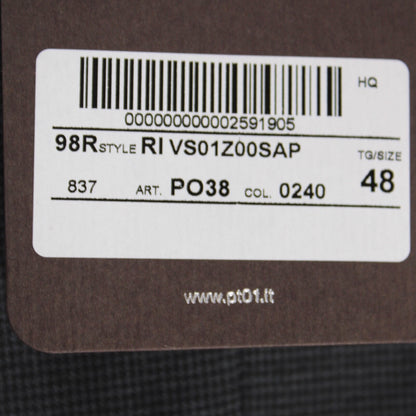 HQ
000000000002591905
98R STYLE RI VS01Z00SAP
TG/SIZE
837 ART. PO38 COL. 0240
48
www.pt01.it